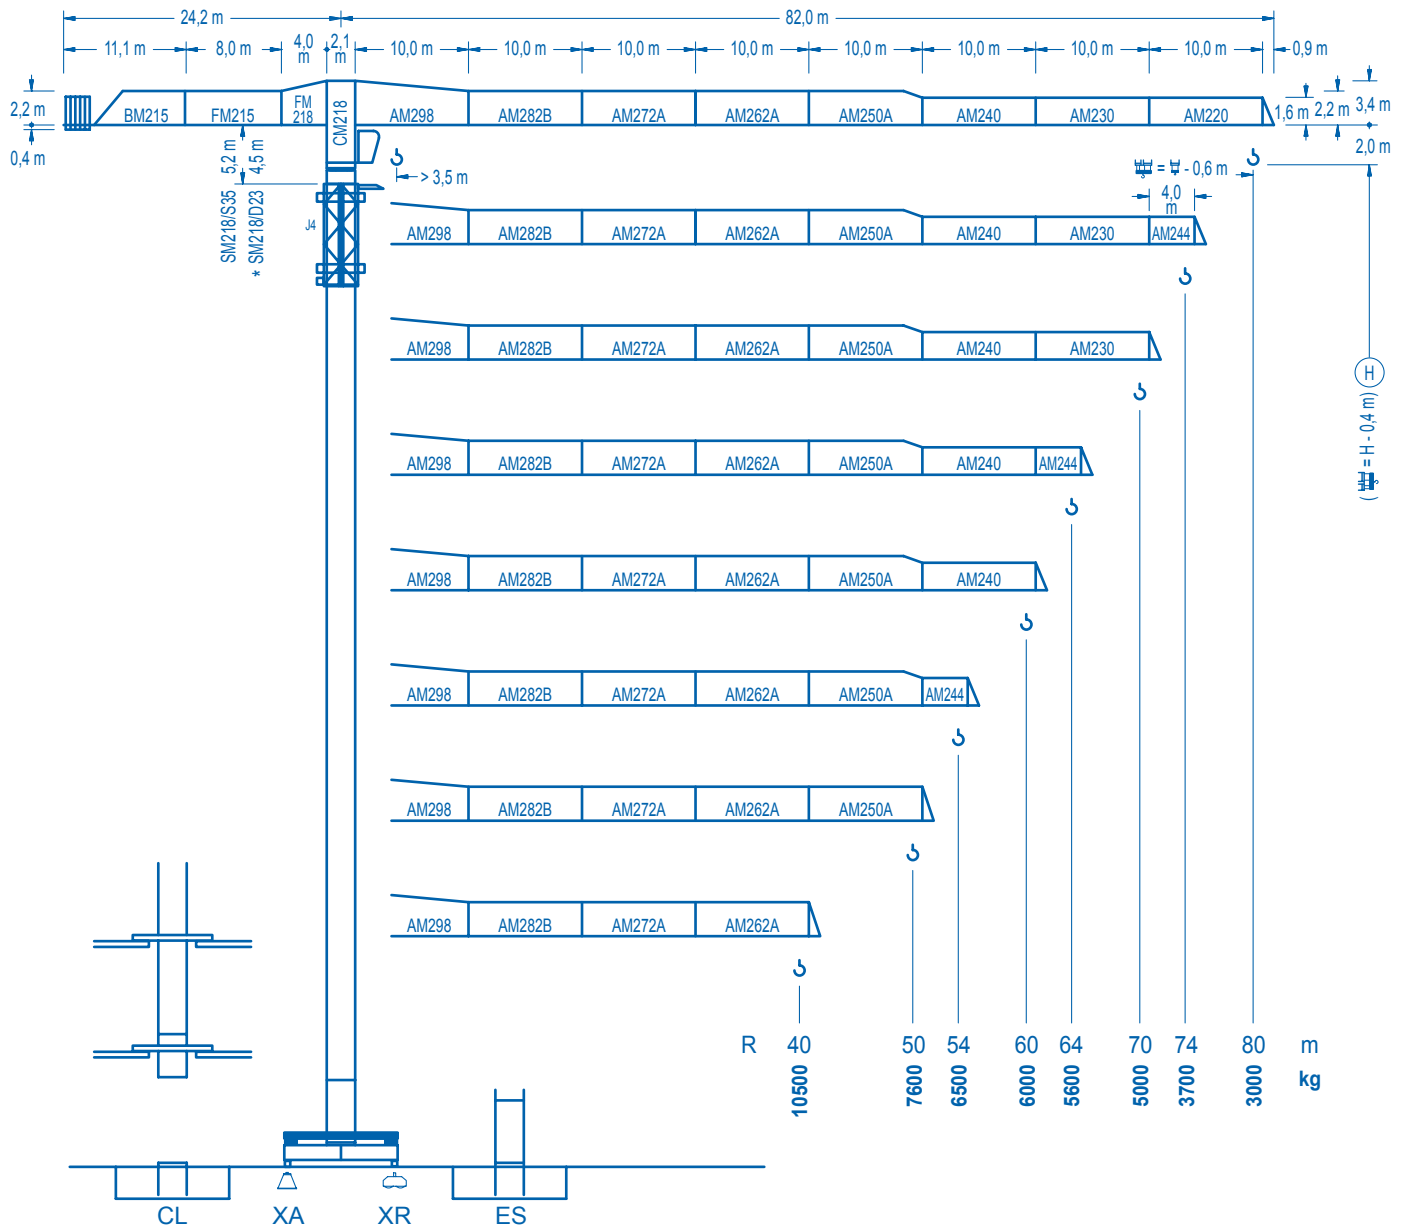 24,2 m 82,0 m
11,1 m 8,0 m 4,0 m 2,1 m 10,0 m 10,0 m 10,0 m 10,0 m 10,0 m 10,0 m 10,0 m 10,0 m 0,9 m
2,2 m BM215 FM215 FM 218 CM218 AM298 AM282B AM272A AM262A AM250A AM240 AM230 AM220 1,6 m 2,2 m 3,4 m
0,4 m 2,0 m
5,2 m 4,5 m
> 3,5 m
= - 0,6 m
4,0 m
SM218/S35
* SM218/D23
J4
AM298 AM282B AM272A AM262A AM250A AM240 AM230 AM244
AM298 AM282B AM272A AM262A AM250A AM240 AM230
H
( = H - 0,4 m)
AM298 AM282B AM272A AM262A AM250A AM240 AM244
AM298 AM282B AM272A AM262A AM250A AM240
AM298 AM282B AM272A AM262A AM250A AM244
AM298 AM282B AM272A AM262A AM250A
AM298 AM282B AM272A AM262A
R 40 50 54 60 64 70 74 80 m
10500 7600 6500 6000 5600 5000 3700 3000 kg
CL XA XR ES